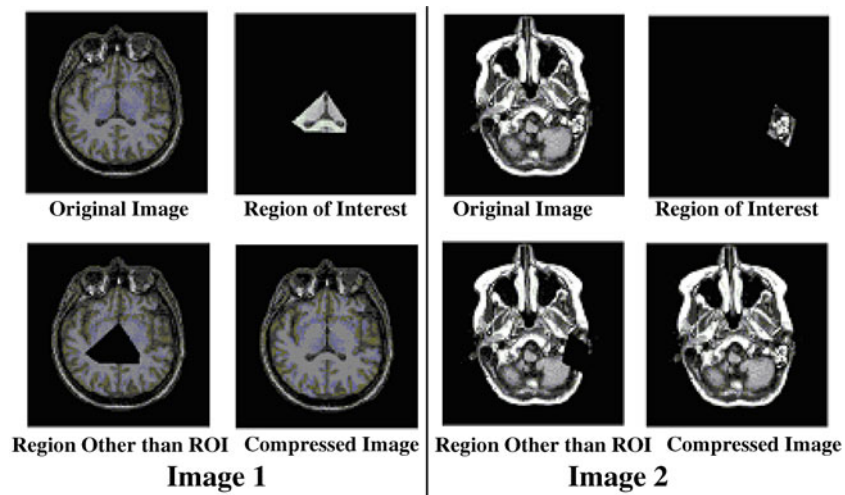 Original Image
Region of Interest
Original Image
Region of Interest
Region Other than ROI
Compressed Image
Region Other than ROI
Compressed Image
Image 1
Image 2